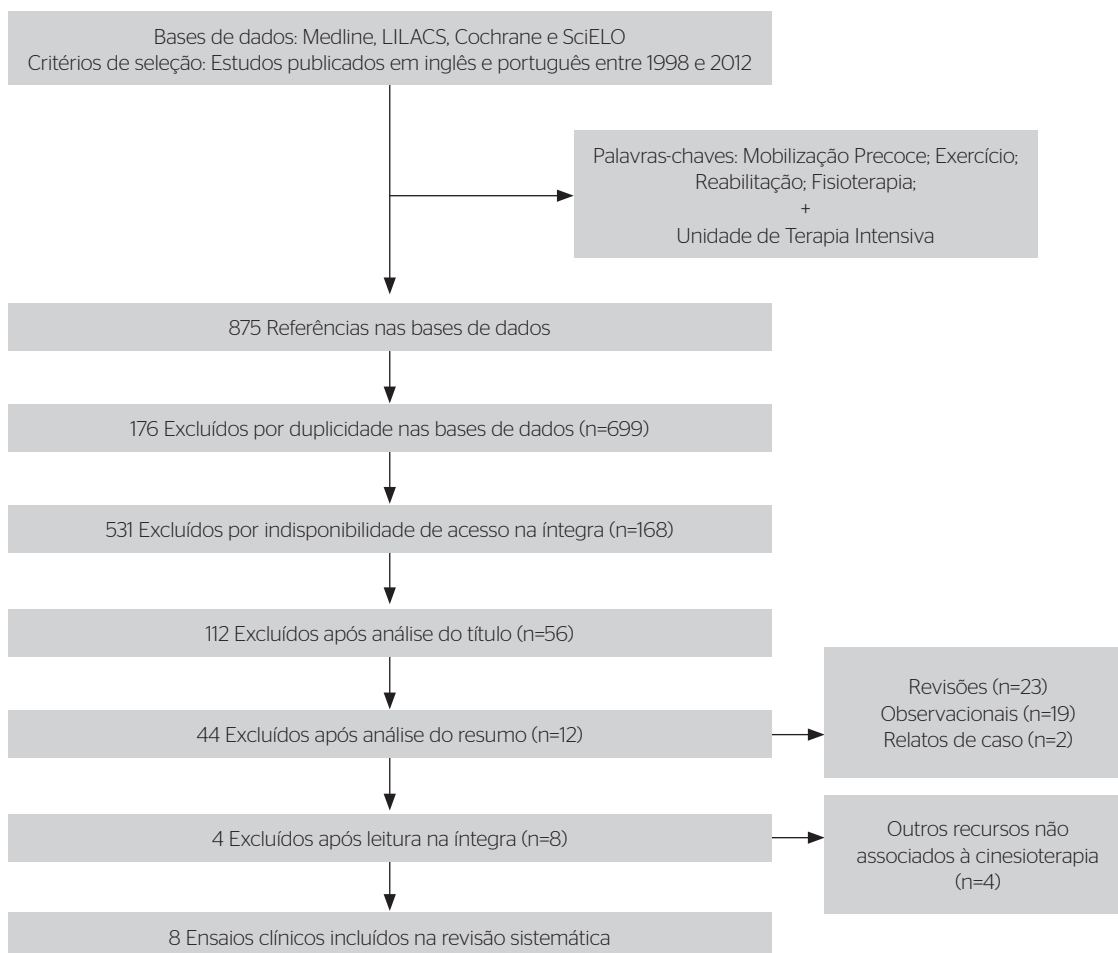 Bases de dados: Medline, LILACS, Cochrane e SciELO
Critérios de seleção: Estudos publicados em inglês e português entre 1998 e 2012
Palavras-chaves: Mobilização Precoce; Exercício;
Reabilitação; Fisioterapia;
+
Unidade de Terapia Intensiva
875 Referências nas bases de dados
176 Excluídos por duplicidade nas bases de dados (n=699)
531 Excluídos por indisponibilidade de acesso na íntegra (n=168)
112 Excluídos após análise do título (n=56)
44 Excluídos após análise do resumo (n=12)
Revisões (n=23)
Observacionais (n=19)
Relatos de caso (n=2)
4 Excluídos após leitura na íntegra (n=8)
Outros recursos não
associados à cinesioterapia
(n=4)
8 Ensaios clínicos incluídos na revisão sistemática